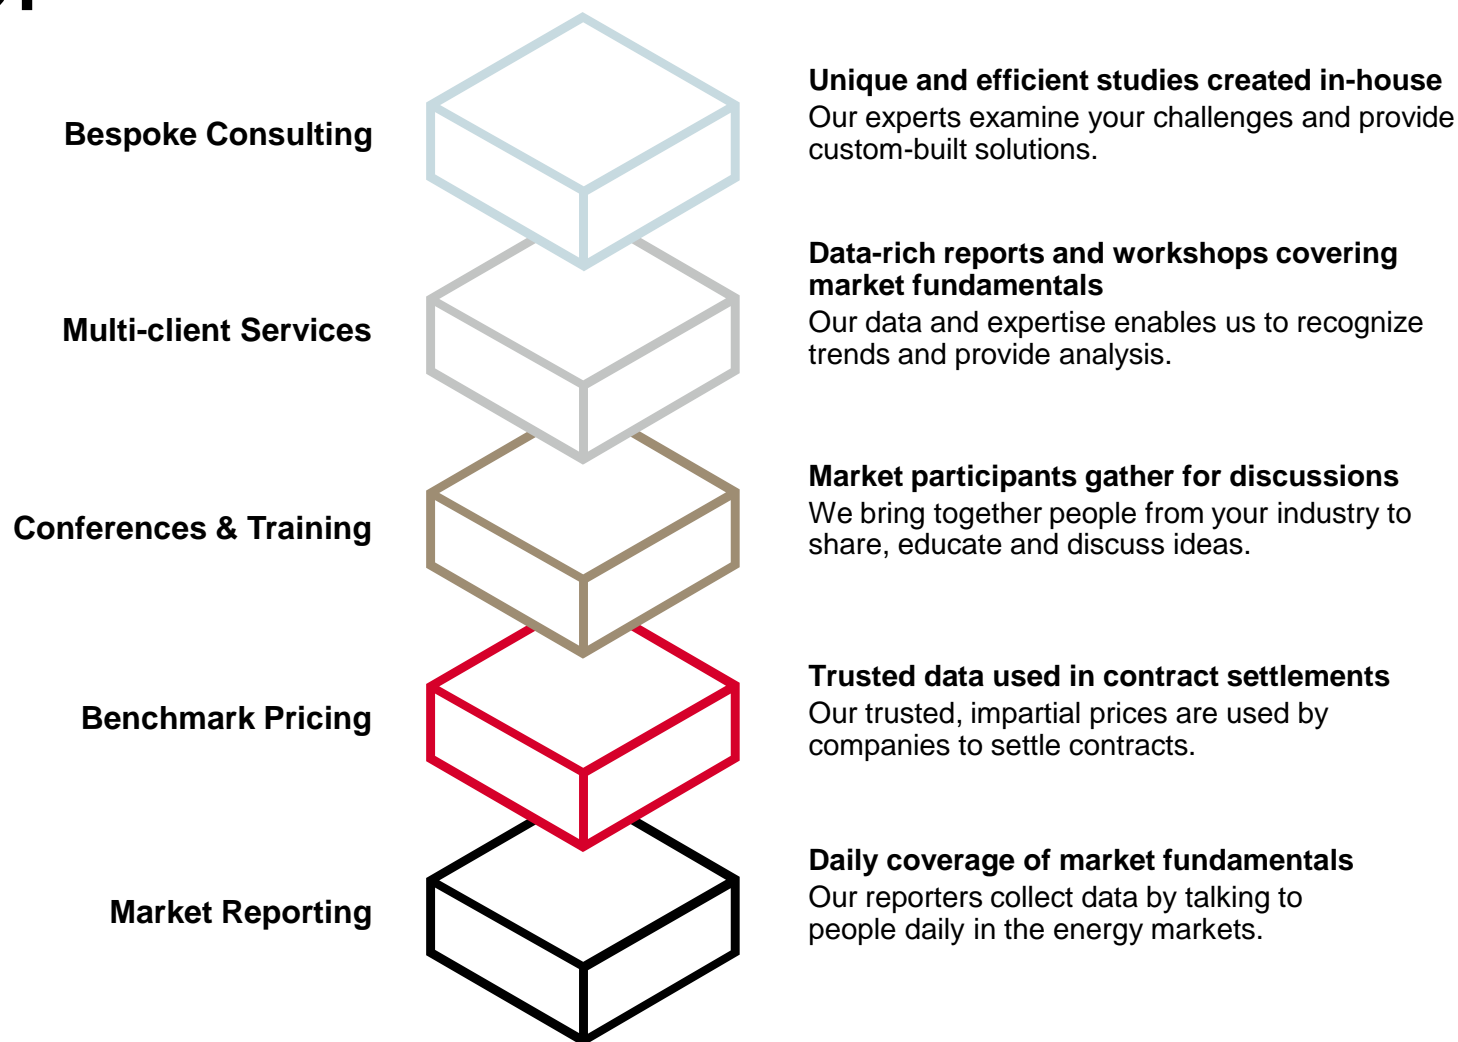 Bespoke Consulting
Unique and efficient studies created in-house
Our experts examine your challenges and provide
custom-built solutions.
Multi-client Services
Data-rich reports and workshops covering
market fundamentals
Our data and expertise enables us to recognize
trends and provide analysis.
Conferences & Training
Market participants gather for discussions
We bring together people from your industry to
share, educate and discuss ideas.
Benchmark Pricing
Trusted data used in contract settlements
Our trusted, impartial prices are used by
companies to settle contracts.
Market Reporting
Daily coverage of market fundamentals
Our reporters collect data by talking to
people daily in the energy markets.